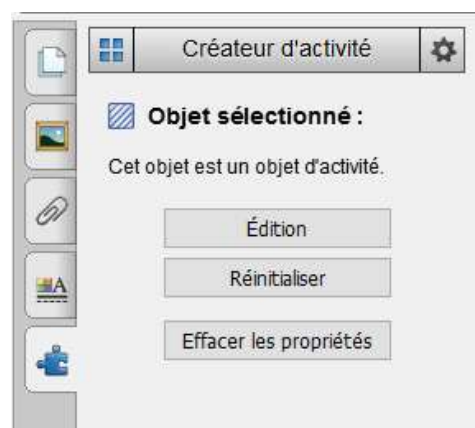 Créateur d'activité
Objet sélectionné :
Cet objet est un objet d'activité.
Édition
Réinitialiser
Effacer les propriétés
A